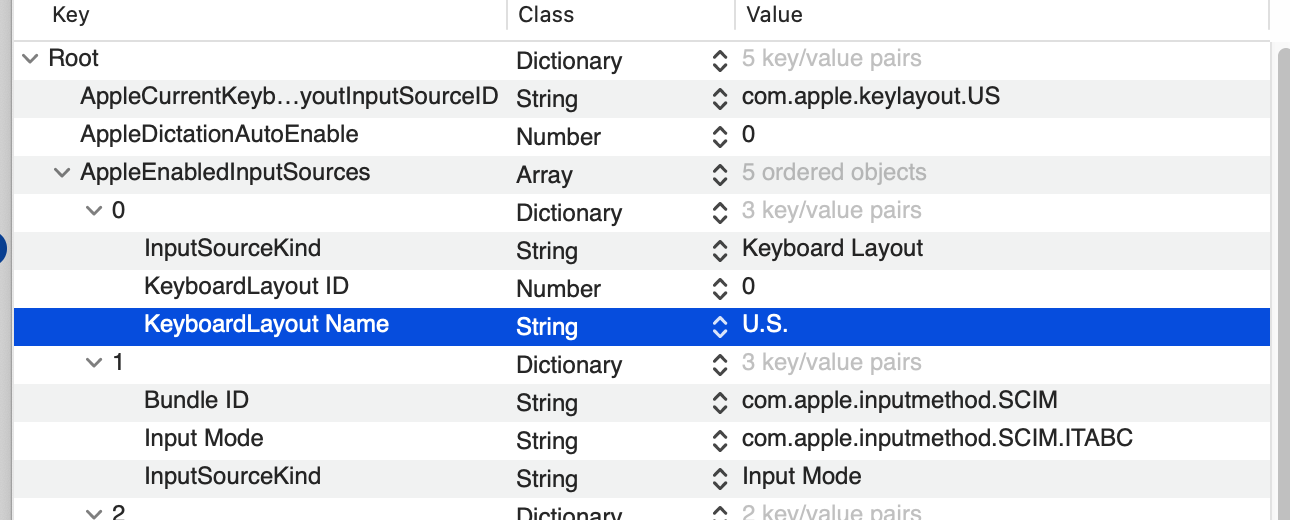 Key Class Value
Root Dictionary 5 key/value pairs
AppleCurrentKeyb...youtInputSourceID String com.apple.keylayout.US
AppleDictationAutoEnable Number 0
AppleEnabledInputSources Array 5 ordered objects
0 Dictionary 3 key/value pairs
InputSourceKind String Keyboard Layout
KeyboardLayout ID Number 0
KeyboardLayout Name String U.S.
1 Dictionary 3 key/value pairs
Bundle ID String com.apple.inputmethod.SCIM
Input Mode String com.apple.inputmethod.SCIM.ITABC
InputSourceKind String Input Mode
2 Dictionary 2 key/value pairs